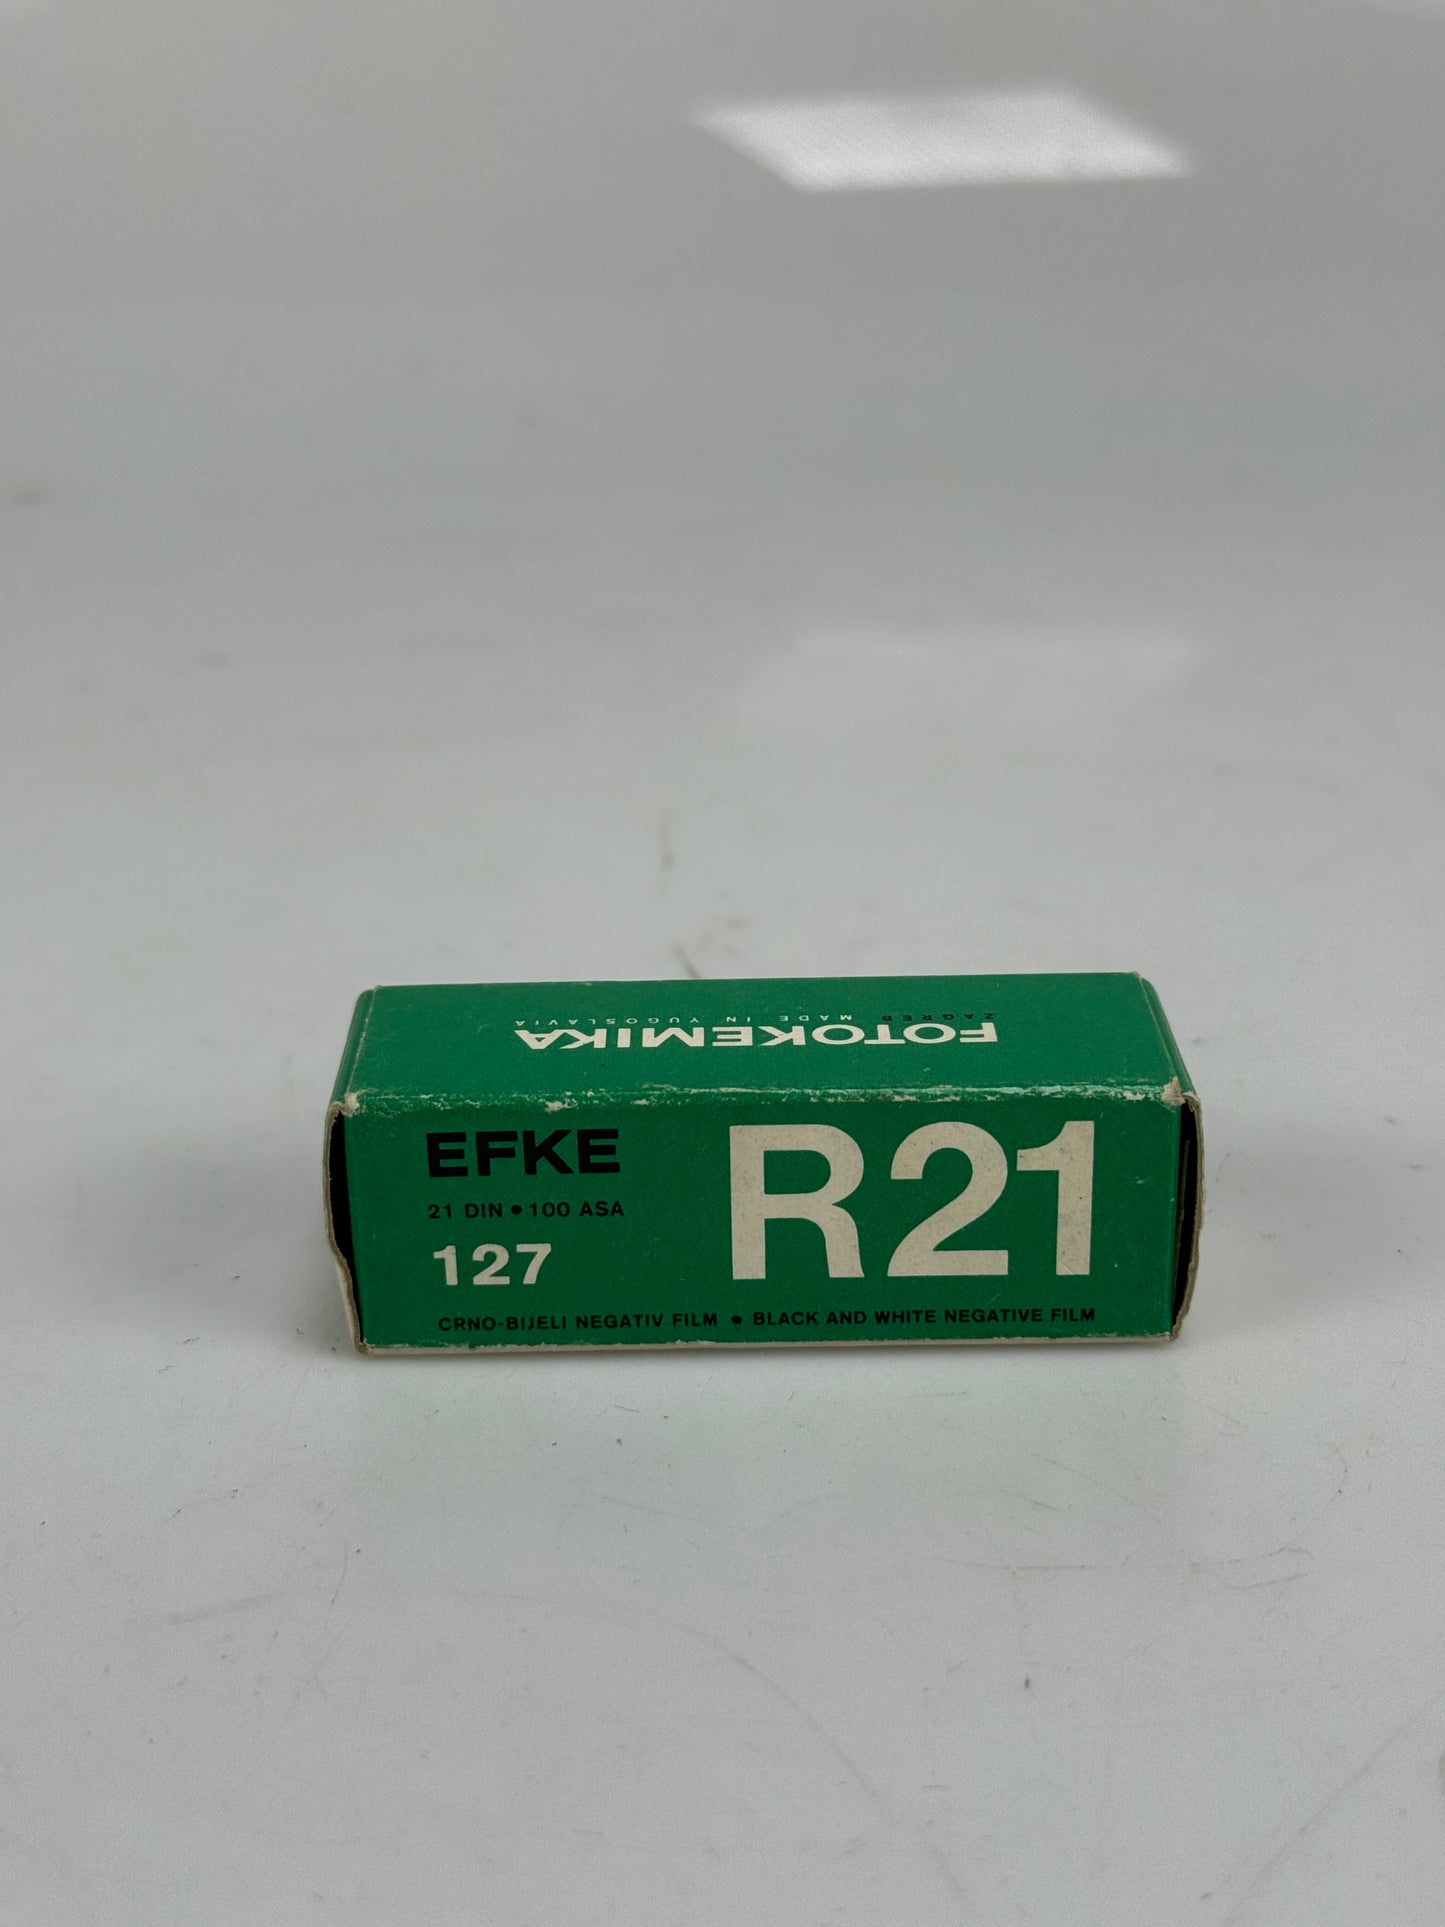 FOTOKEMIKA
ZAGREB MADE IN YUGOSLAVIA
EFKE
21 DIN • 100 ASA
127
R21
CRNO-BIJELI NEGATIV FILM • BLACK AND WHITE NEGATIVE FILM